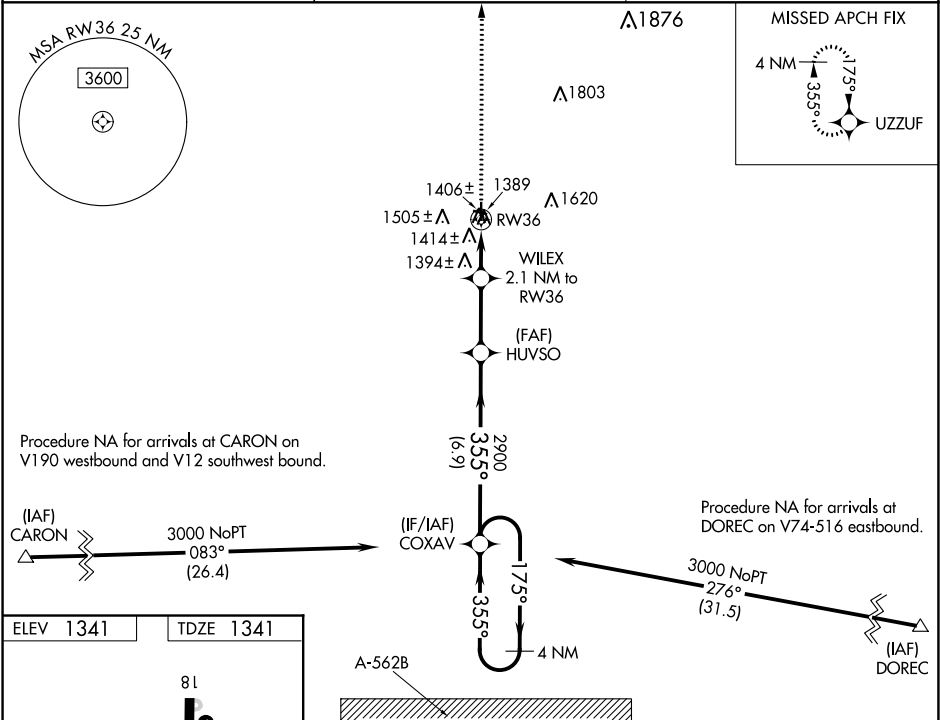 MSA RW36 25 NM
3600
1876
1803
MISSED APCH FIX
4 NM
355°
175°
UZZUF
1406±
1389
1620
1505±
RW36
1414±
1394±
WILEX
2.1 NM to
RW36
(FAF)
HUVSO
2900
355°
(6.9)
Procedure NA for arrivals at CARON on
V190 westbound and V12 southwest bound.
(IAF)
CARON
3000 NoPT
083°
(26.4)
(IF/IAF)
COXAV
Procedure NA for arrivals at
DOREC on V74-516 eastbound.
3000 NoPT
276°
(31.5)
(IAF)
DOREC
355°
175°
4 NM
A-562B
ELEV 1341
TDZE 1341
18